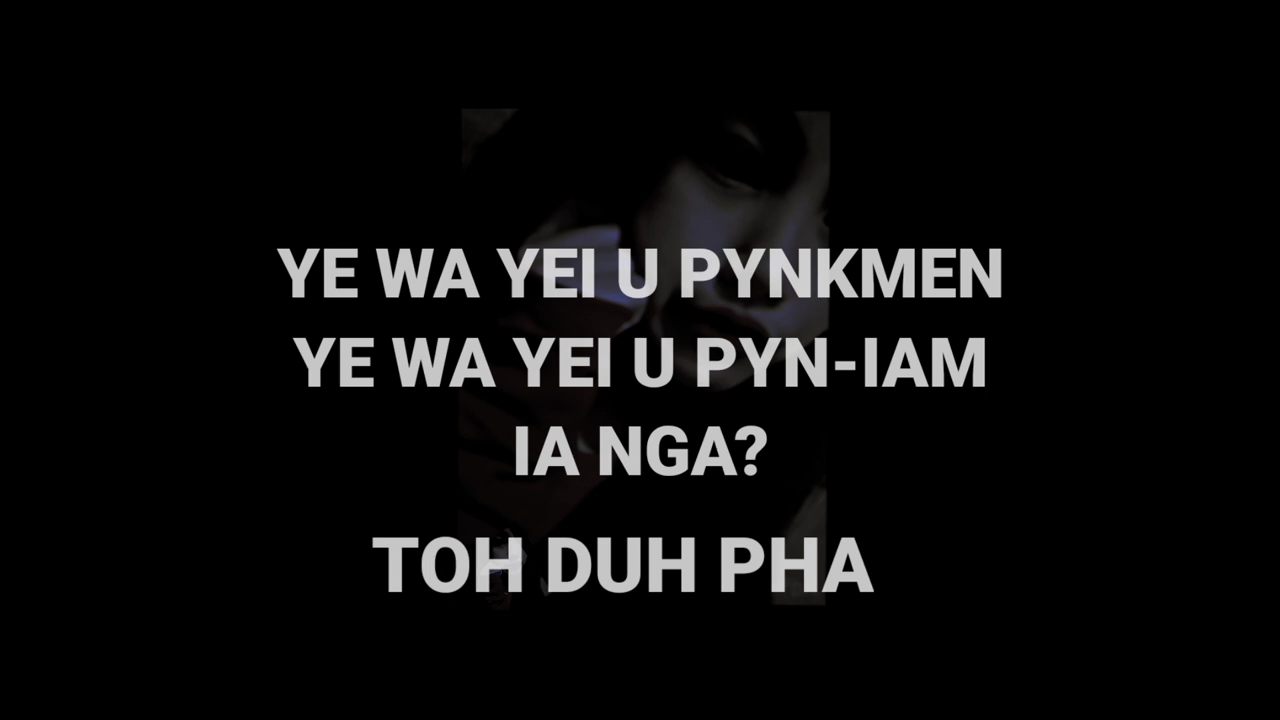 YE WA YEI U PYNKMEN
YE WA YEI U PYN-IAM
IA NGA?
TOH DUH PHA